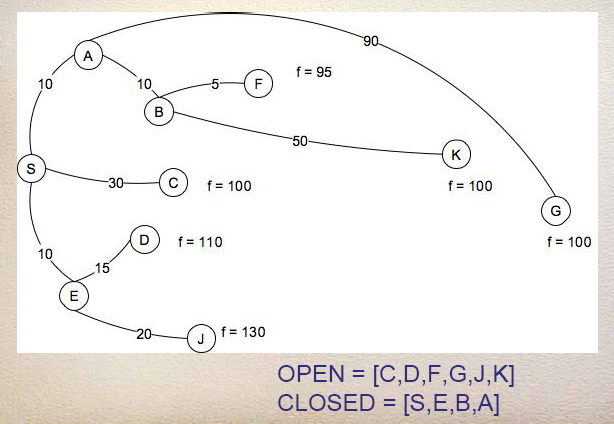 90
A
10
10
5
F
f = 95
B
50
K
f = 100
S
30
C
f = 100
G
f = 100
D
f = 110
10
15
E
20
J
f = 130
OPEN = [C,D,F,G,J,K]
CLOSED = [S,E,B,A]